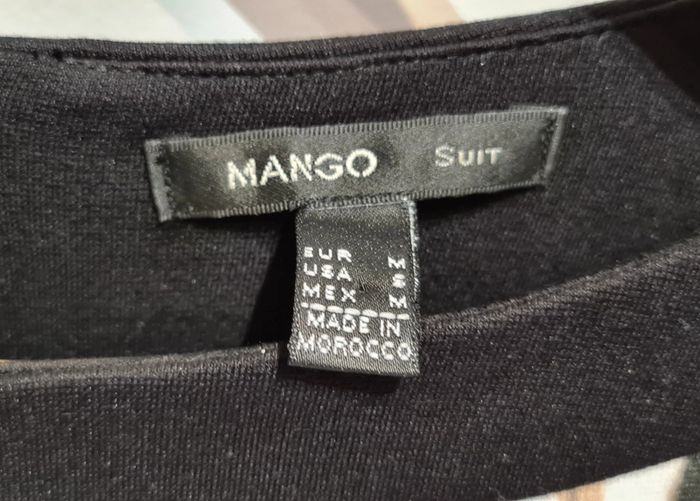 MANGO SUIT
EUR M
USA S
MEX M
MADE IN
MOROCCO